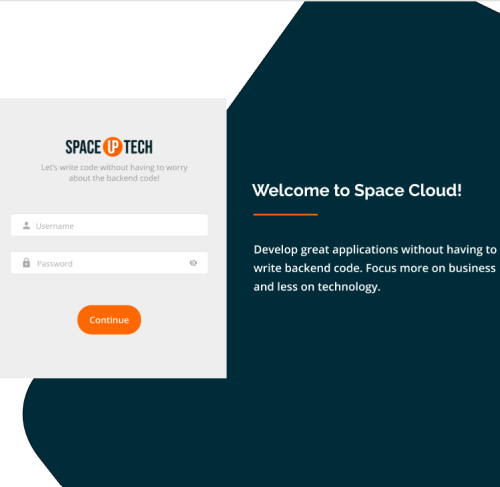 SPACE UP TECH
Let's write code without having to worry
about the backend code!
Username
Password
Continue
Welcome to Space Cloud!
Develop great applications without having to
write backend code. Focus more on business
and less on technology.